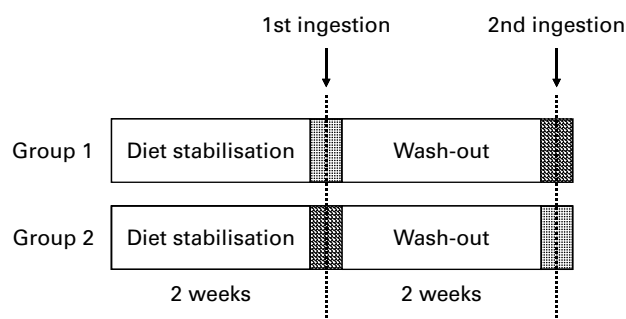 1st ingestion 2nd ingestion
Group 1 Diet stabilisation Wash-out
Group 2 Diet stabilisation Wash-out
2 weeks 2 weeks